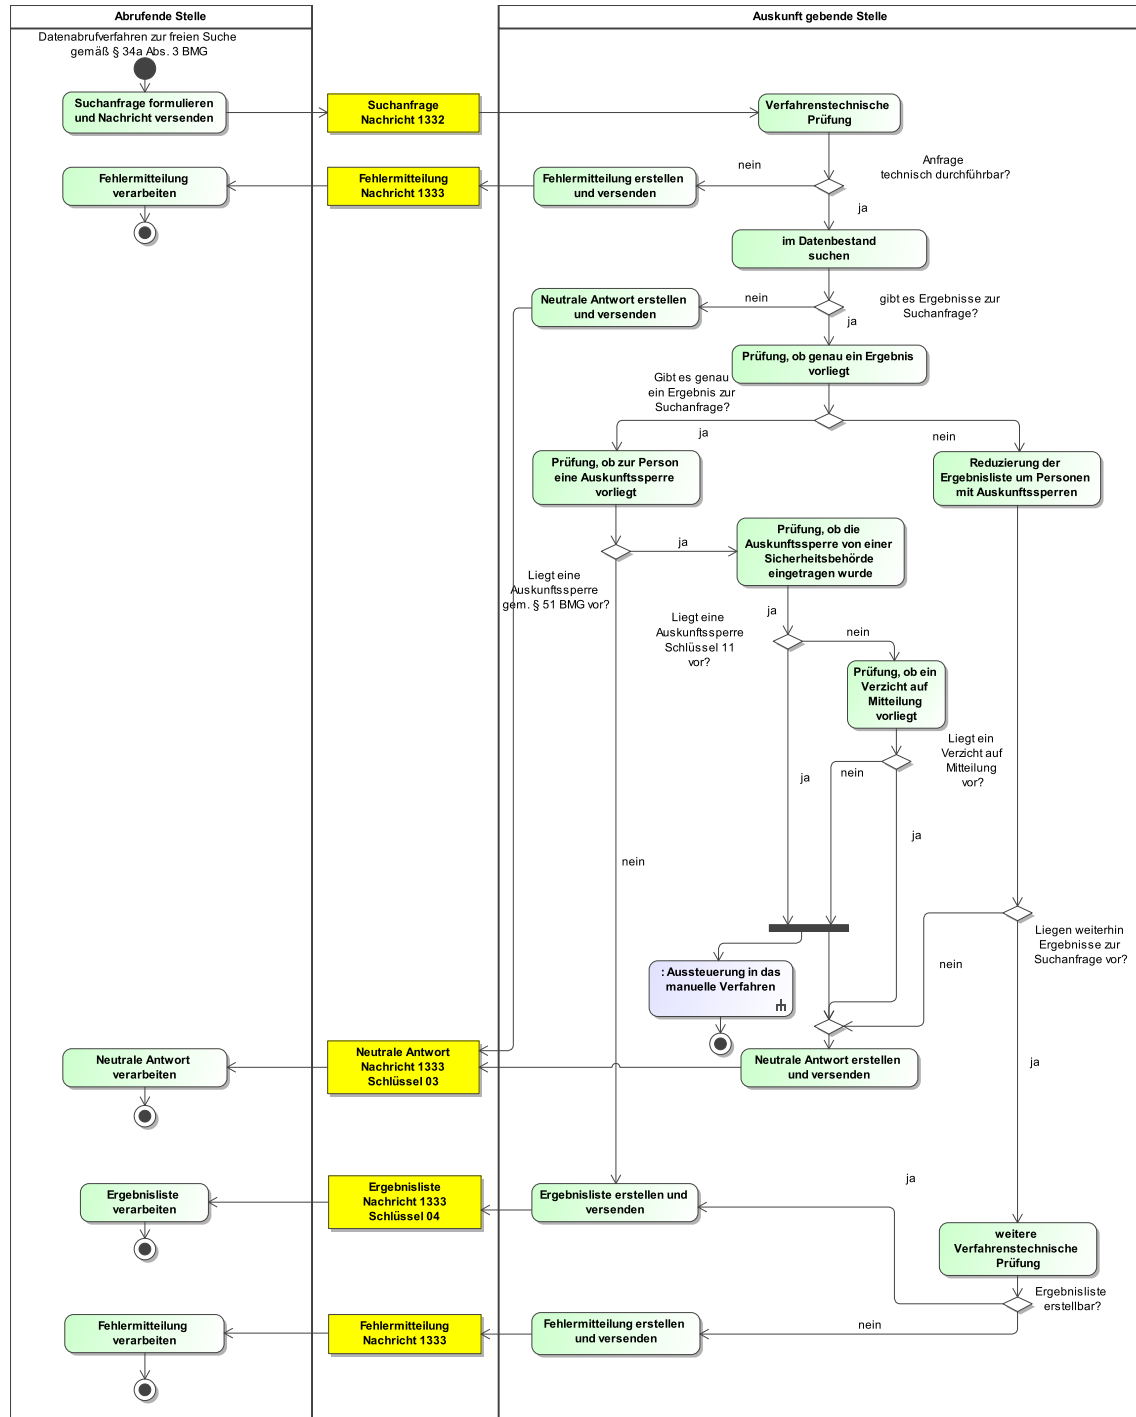 Abrufende Stelle
Auskunft gebende Stelle
Datenabrufverfahren zur freien Suche
gemäß § 34a Abs. 3 BMG
Suchanfrage formulieren
und Nachricht versenden
Suchanfrage
Nachricht 1332
Verfahrenstechnische
Prüfung
Anfrage
technisch durchführbar?
nein
Fehlermitteilung
verarbeiten
Fehlermitteilung
Nachricht 1333
Fehlermitteilung erstellen
und versenden
ja
im Datenbestand
suchen
gibt es Ergebnisse zur
Suchanfrage?
nein
Neutrale Antwort erstellen
und versenden
ja
Prüfung, ob genau ein Ergebnis
vorliegt
Gibt es genau
ein Ergebnis zur
Suchanfrage?
ja
nein
Prüfung, ob zur Person
eine Auskunftssperre
vorliegt
Reduzierung der
Ergebnisliste um Personen
mit Auskunftssperren
Prüfung, ob die
Auskunftssperre von einer
Sicherheitsbehörde
eingetragen wurde
ja
Liegt eine
Auskunftssperre
gem. § 51 BMG vor?
ja
Liegt eine
Auskunftssperre
Schlüssel 11
vor?
nein
Prüfung, ob ein
Verzicht auf
Mitteilung
vorliegt
Liegt ein
Verzicht auf
Mitteilung
vor?
ja
nein
ja
nein
Liegen weiterhin
Ergebnisse zur
Suchanfrage vor?
nein
: Aussteuerung in das
manuelle Verfahren
Neutrale Antwort
verarbeiten
Neutrale Antwort
Nachricht 1333
Schlüssel 03
Neutrale Antwort erstellen
und versenden
ja
ja
Ergebnisliste
verarbeiten
Ergebnisliste
Nachricht 1333
Schlüssel 04
Ergebnisliste erstellen und
versenden
weitere
Verfahrenstechnische
Prüfung
Ergebnisliste
erstellbar?
nein
Fehlermitteilung
verarbeiten
Fehlermitteilung
Nachricht 1333
Fehlermitteilung erstellen
und versenden